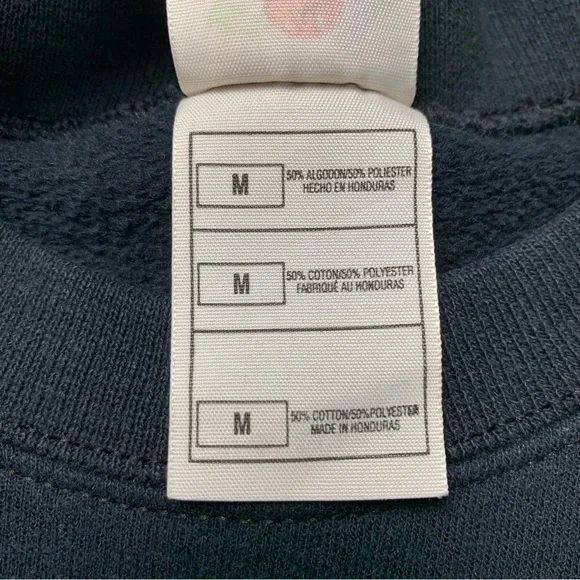 M
50% ALGODON/50% POLIESTER
HECHO EN HONDURAS
M
50% COTON/50% POLYESTER
FABRIQUÉ AU HONDURAS
M
50% COTTON/50%POLYESTER
MADE IN HONDURAS